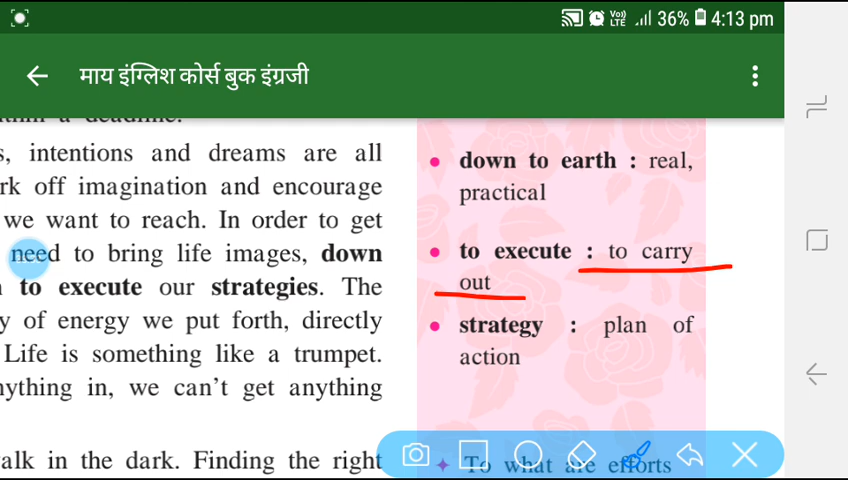 36% 4:13 pm
माय इंग्लिश कोर्स बुक इंग्रजी
s, intentions and dreams are all
rk off imagination and encourage
we want to reach. In order to get
need to bring life images, down
to execute our strategies. The
y of energy we put forth, directly
Life is something like a trumpet.
nything in, we can't get anything
alk in the dark. Finding the right
• down to earth : real,
practical
• to execute : to carry
out
• strategy : plan of
action
To what are efforts